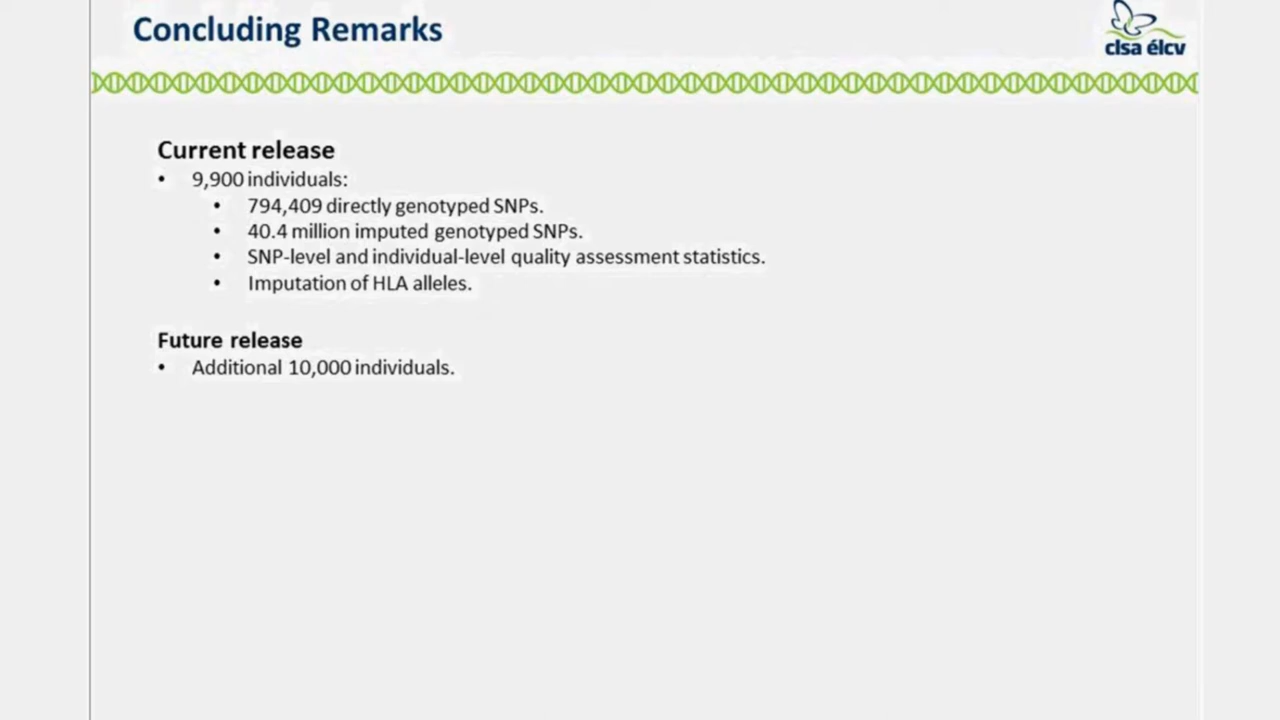 Concluding Remarks
clsa élcv
Current release
• 9,900 individuals:
• 794,409 directly genotyped SNPs.
• 40.4 million imputed genotyped SNPs.
• SNP-level and individual-level quality assessment statistics.
• Imputation of HLA alleles.
Future release
• Additional 10,000 individuals.